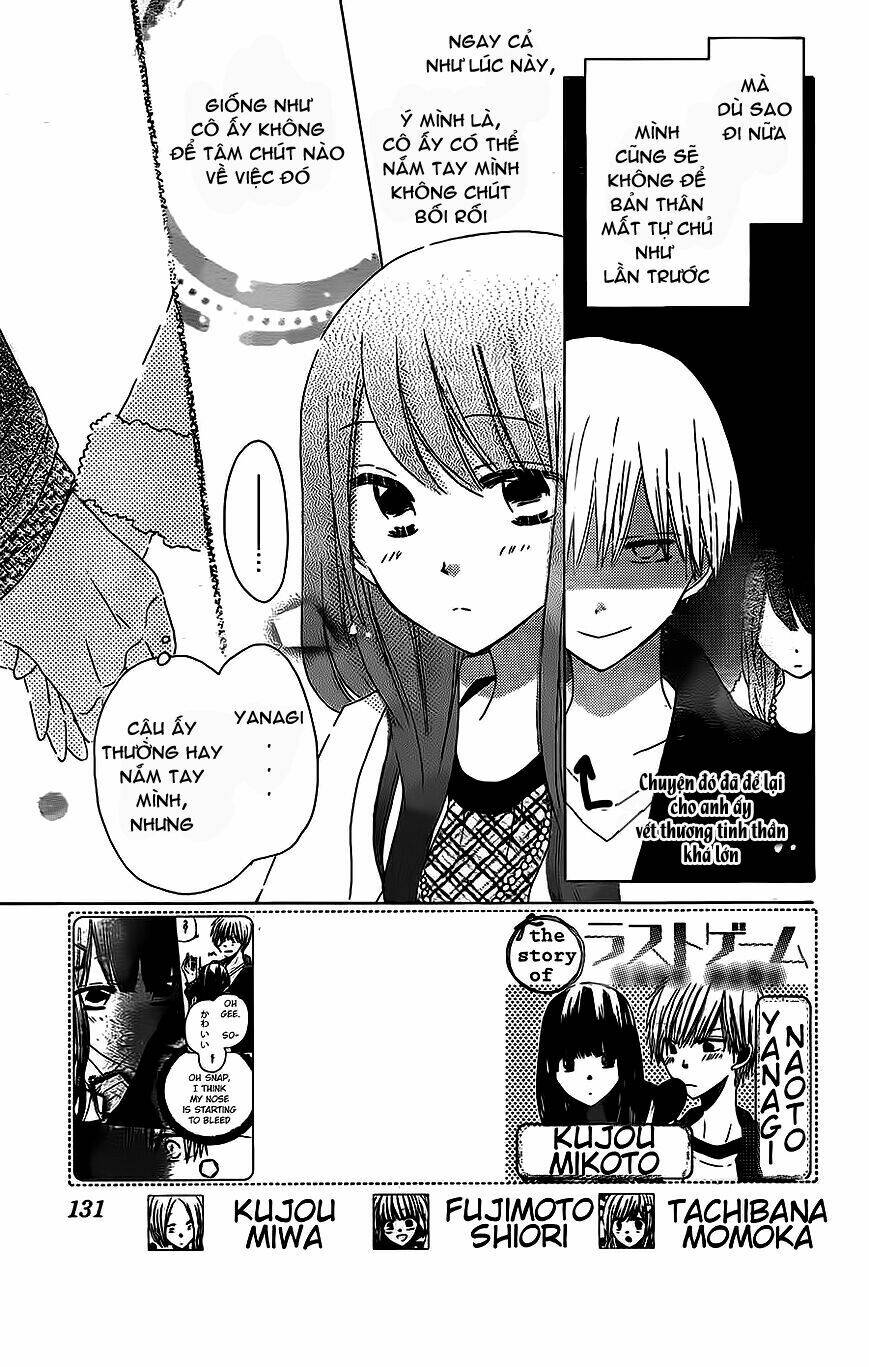 MÀ
DÙ SAO
ĐI NỮA
MÌNH
CŨNG SẼ
KHÔNG ĐỂ
BẢN THÂN
MẤT TỰ CHỦ
NHƯ
LẦN TRƯỚC
Chuyện đó đã để lại
cho anh ấy
vết thương tinh thần
khá lớn
NGAY CẢ
NHƯ LÚC NÀY,
Ý MÌNH LÀ,
CÔ ẤY CÓ THỂ
NẮM TAY MÌNH
KHÔNG CHÚT
BỐI RỐI
GIỐNG NHƯ
CÔ ẤY KHÔNG
ĐỂ TÂM CHÚT NÀO
VỀ VIỆC ĐÓ
YANAGI
. . . .
CẬU ẤY
THƯỜNG HAY
NẮM TAY
MÌNH,
NHƯNG
the
story
of
ラストゲーム
NAOTO
YANAGI
KUJOU
MIKOTO
OH
GEE.
SO-
かわいい
OH SNAP,
I THINK
MY NOSE
IS STARTING
TO BLEED
131
KUJOU
MIWA
FUJIMOTO
SHIORI
TACHIBANA
MOMOKA